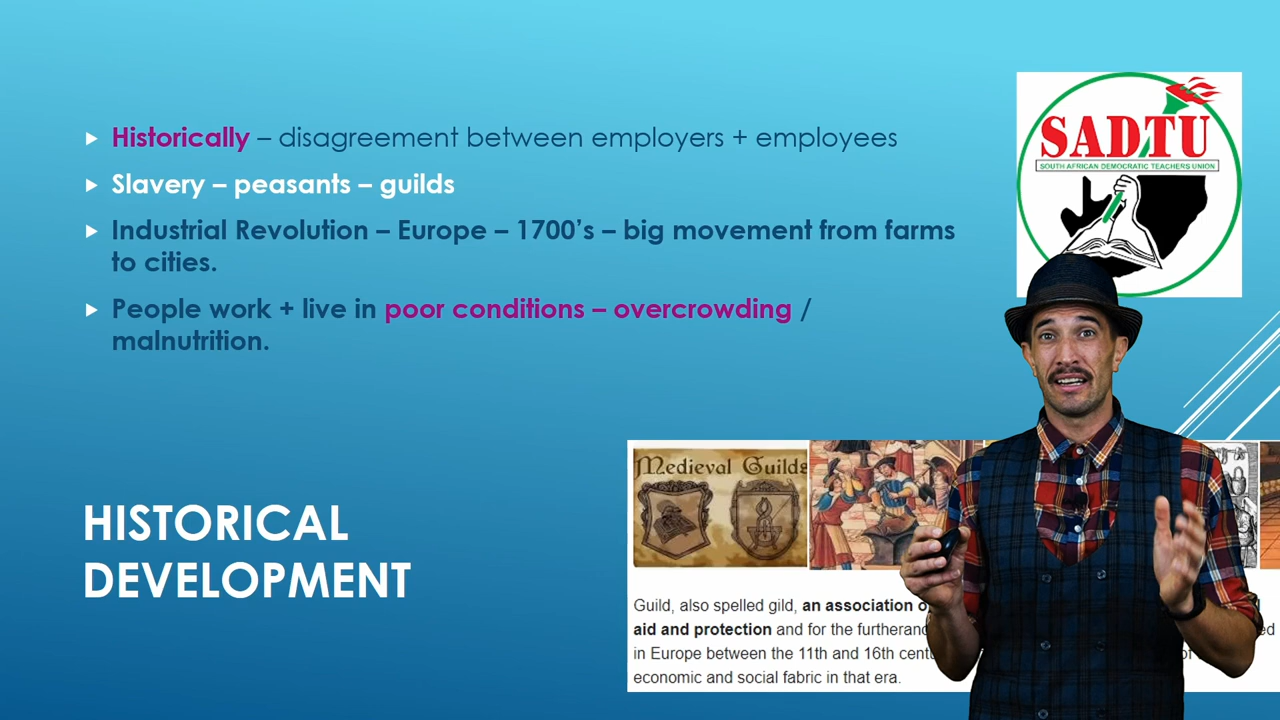 Historically – disagreement between employers + employees
Slavery – peasants – guilds
Industrial Revolution – Europe – 1700’s – big movement from farms
to cities.
People work + live in poor conditions – overcrowding /
malnutrition.
SADTU
SOUTH AFRICAN DEMOCRATIC TEACHERS UNION
HISTORICAL
DEVELOPMENT
Medieval Guilds
Guild, also spelled gild, an association
aid and protection and for the
in Europe between the 11th and 16th
economic and social fabric in that era.